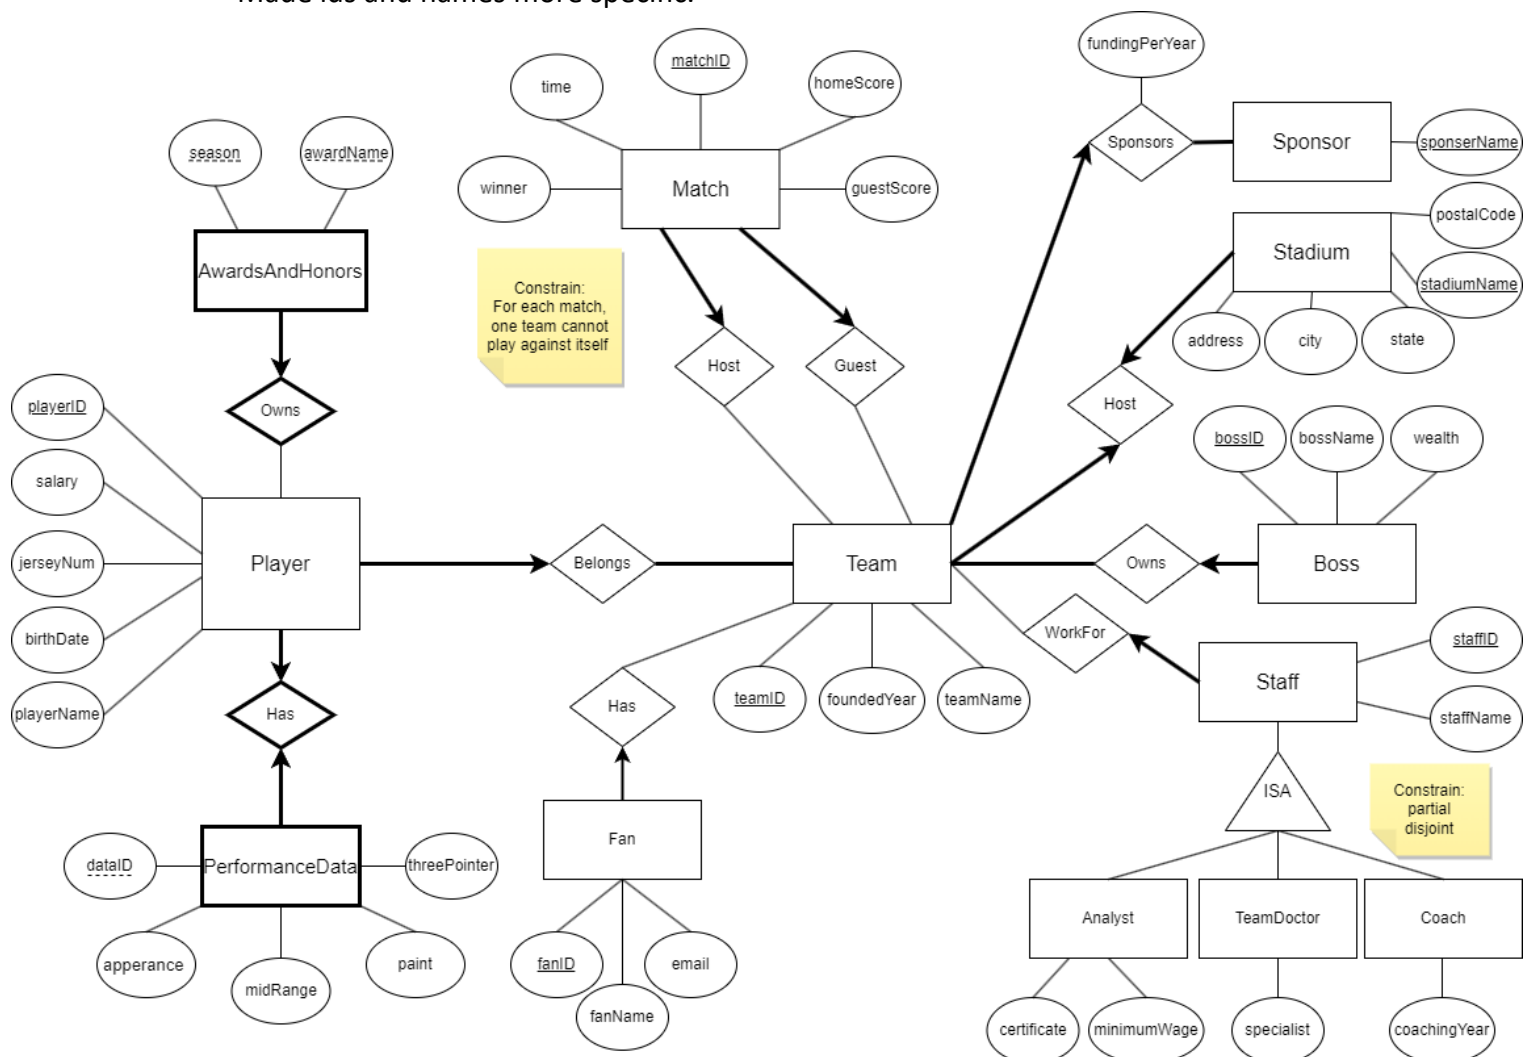 Made ids and names more specific.
fundingPerYear
matchID
time
homeScore
Sponsors
Sponsor
sponserName
season
awardName
winner
Match
guestScore
postalCode
Stadium
stadiumName
AwardsAndHonors
Constrain:
For each match,
one team cannot
play against itself
address
city
state
Host
Guest
Host
playerID
Owns
bossID
bossName
wealth
salary
jerseyNum
Player
Belongs
Team
Owns
Boss
birthDate
WorkFor
staffID
playerName
Has
Has
teamID
foundedYear
teamName
Staff
staffName
ISA
Constrain:
partial
disjoint
dataID
PerformanceData
threePointer
Fan
Analyst
TeamDoctor
Coach
apperance
midRange
paint
fanID
email
fanName
certificate
minimumWage
specialist
coachingYear